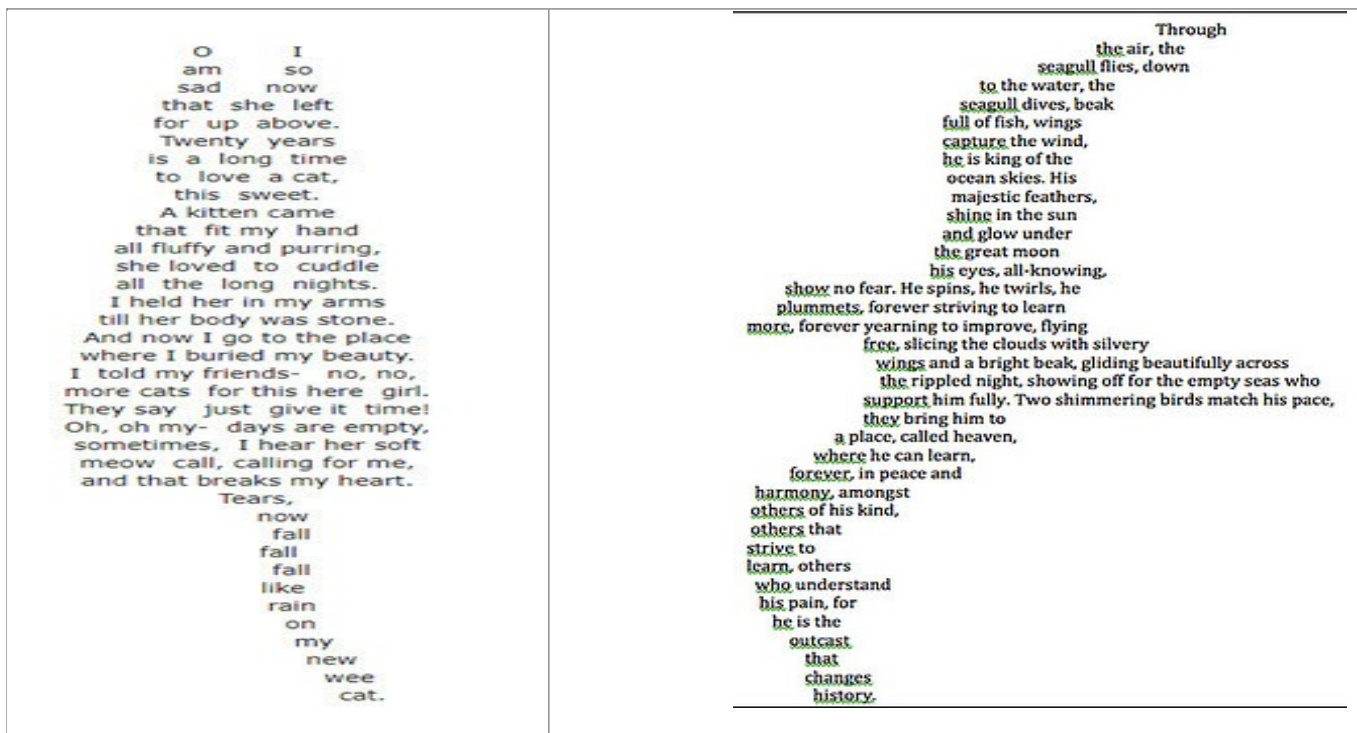 O I
am so
sad now
that she left
for up above.
Twenty years
is a long time
to love a cat,
this sweet.
A kitten came
that fit my hand
all fluffy and purring,
she loved to cuddle
all the long nights.
I held her in my arms
till her body was stone.
And now I go to the place
where I buried my beauty.
I told my friends- no, no,
more cats for this here girl.
They say just give it time!
Oh, oh my- days are empty,
sometimes, I hear her soft
meow call, calling for me,
and that breaks my heart.
Tears,
now
fall
fall
fall
like
rain
on
my
new
wee
cat.
Through
the air, the
seagull flies, down
to the water, the
seagull dives, beak
full of fish, wings
capture the wind,
he is king of the
ocean skies. His
majestic feathers,
shine in the sun
and glow under
the great moon
his eyes, all-knowing,
show no fear. He spins, he twirls, he
plummets, forever striving to learn
more, forever yearning to improve, flying
free, slicing the clouds with silvery
wings and a bright beak, gliding beautifully across
the rippled night, showing off for the empty seas who
support him fully. Two shimmering birds match his pace,
they bring him to
a place, called heaven,
where he can learn,
forever, in peace and
harmony, amongst
others of his kind,
others that
strive to
learn, others
who understand
his pain, for
he is the
outcast
that
changes
history.